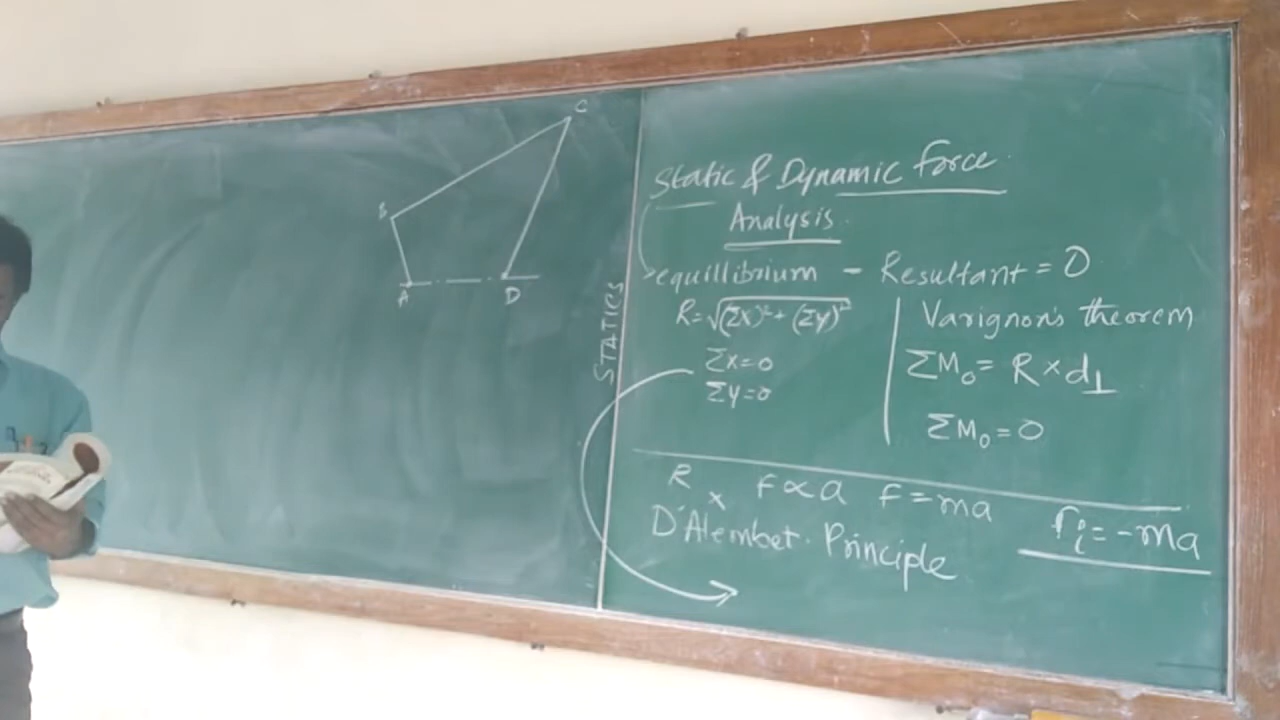 C
B
A
D
STATICS
Static & Dynamic force
Analysis.
equillibrium - Resultant = 0
R=√(ΣX)²+(ΣY)²
ΣX=0
ΣY=0
Varignon's theorem
ΣM₀= R×d⊥
ΣM₀=0
R × F∝a F=ma
D'Alembet. Principle
Fᵢ=-ma